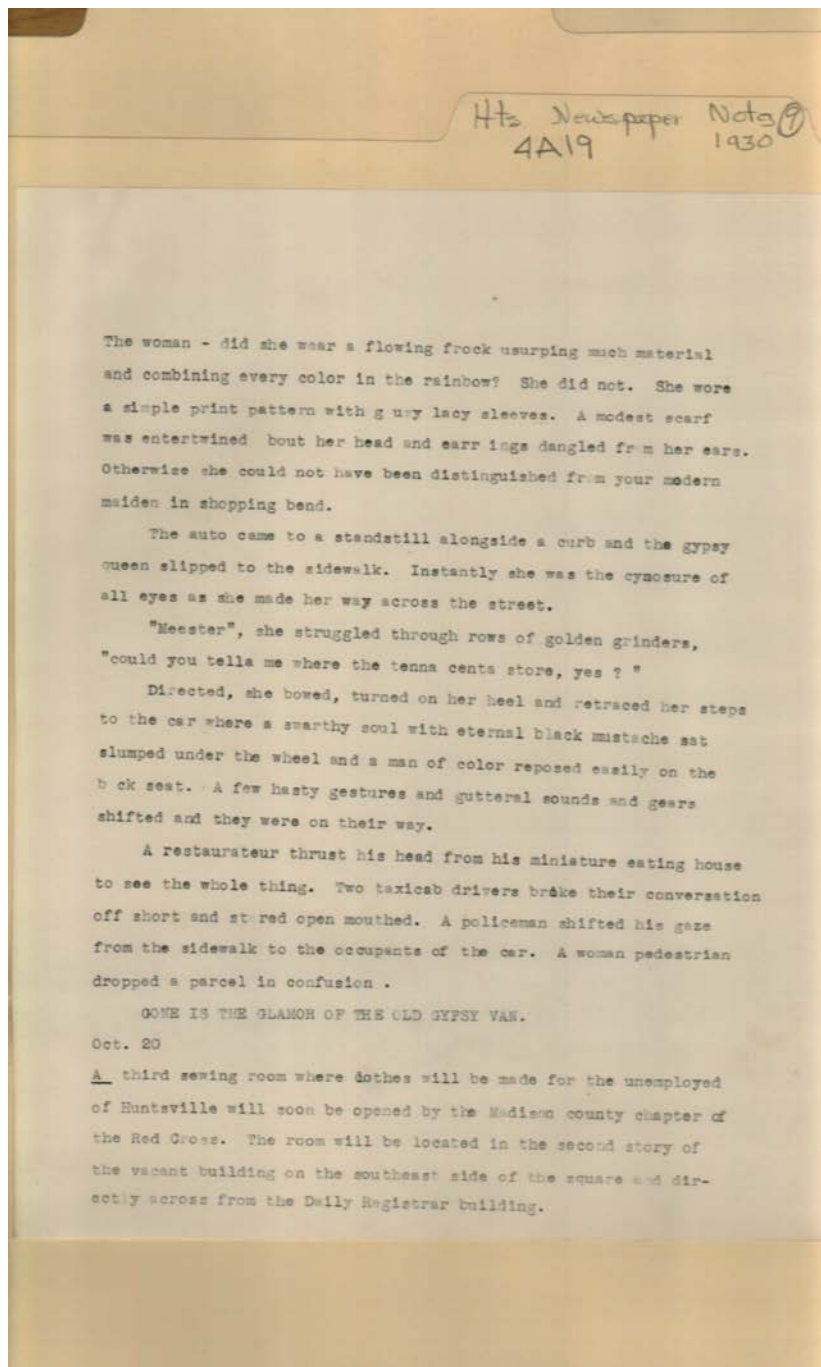 Hts Newspaper Notes 9
4A19 1930
The woman - did she wear a flowing frock usurping much material
and combining every color in the rainbow? She did not. She wore
a simple print pattern with g uzy lacy sleeves. A modest scarf
was entertwined bout her head and earr ings dangled fr m her ears.
Otherwise she could not have been distinguished fr m your modern
maiden in shopping bend.
The auto came to a standstill alongside a curb and the gypsy
queen slipped to the sidewalk. Instantly she was the cynosure of
all eyes as she made her way across the street.
"Meester", she struggled through rows of golden grinders,
"could you tella me where the tenna centa store, yes ? "
Directed, she bowed, turned on her heel and retraced her steps
to the car where a swarthy soul with eternal black mustache sat
slumped under the wheel and a man of color reposed easily on the
b ck seat. A few hasty gestures and gutteral sounds and gears
shifted and they were on their way.
A restaurateur thrust his head from his miniature eating house
to see the whole thing. Two taxicab drivers broke their conversation
off short and st red open mouthed. A policeman shifted his gaze
from the sidewalk to the occupants of the car. A woman pedestrian
dropped a parcel in confusion .
GONE IS THE GLAMOR OF THE OLD GYPSY VAN.
Oct. 20
A third sewing room where clothes will be made for the unemployed
of Huntsville will soon be opened by the Madison county chapter of
the Red Cross. The room will be located in the second story of
the vacant building on the southeast side of the square and dir-
ectly across from the Daily Registrar building.